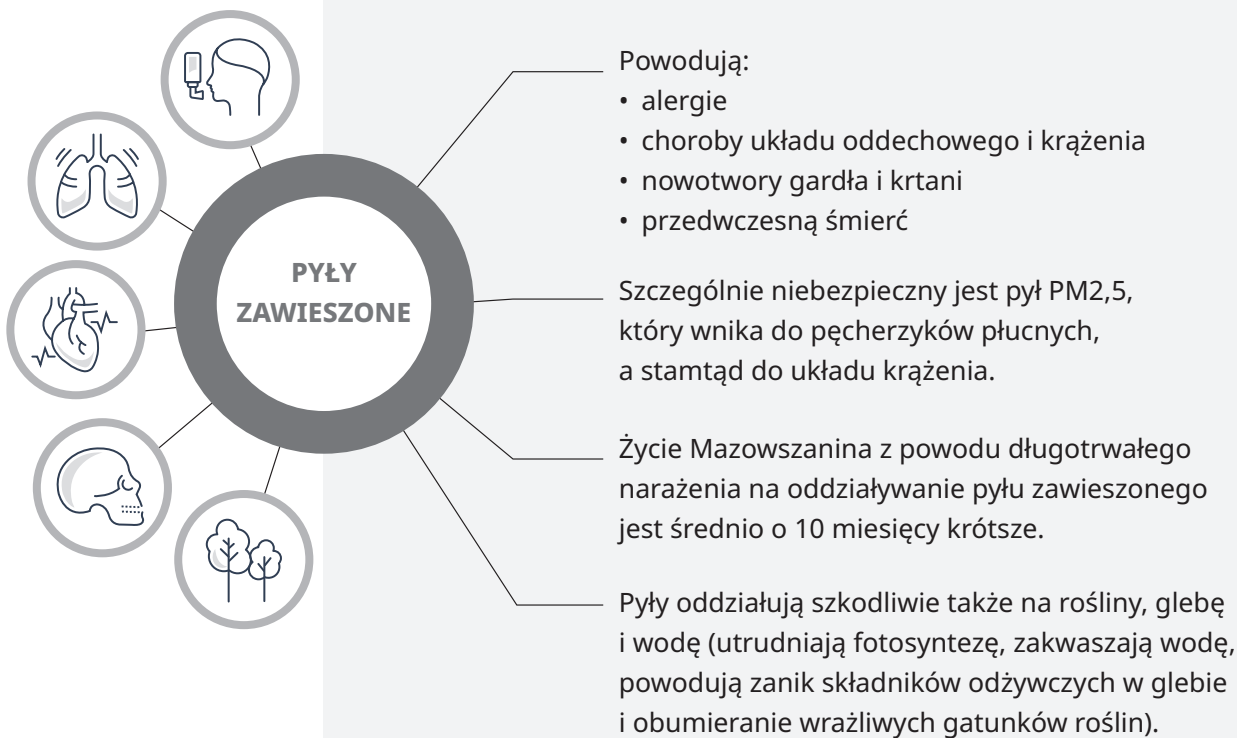 PYŁY
ZAWIESZONE
Powodują:
• alergie
• choroby układu oddechowego i krążenia
• nowotwory gardła i krtani
• przedwczesną śmierć
Szczególnie niebezpieczny jest pył PM2,5,
który wnika do pęcherzyków płucnych,
a stamtąd do układu krążenia.
Życie Mazowszanina z powodu długotrwałego
narażenia na oddziaływanie pyłu zawieszonego
jest średnio o 10 miesięcy krótsze.
Pyły oddziałują szkodliwie także na rośliny, glebę
i wodę (utrudniają fotosyntezę, zakwaszają wodę,
powodują zanik składników odżywczych w glebie
i obumieranie wrażliwych gatunków roślin).